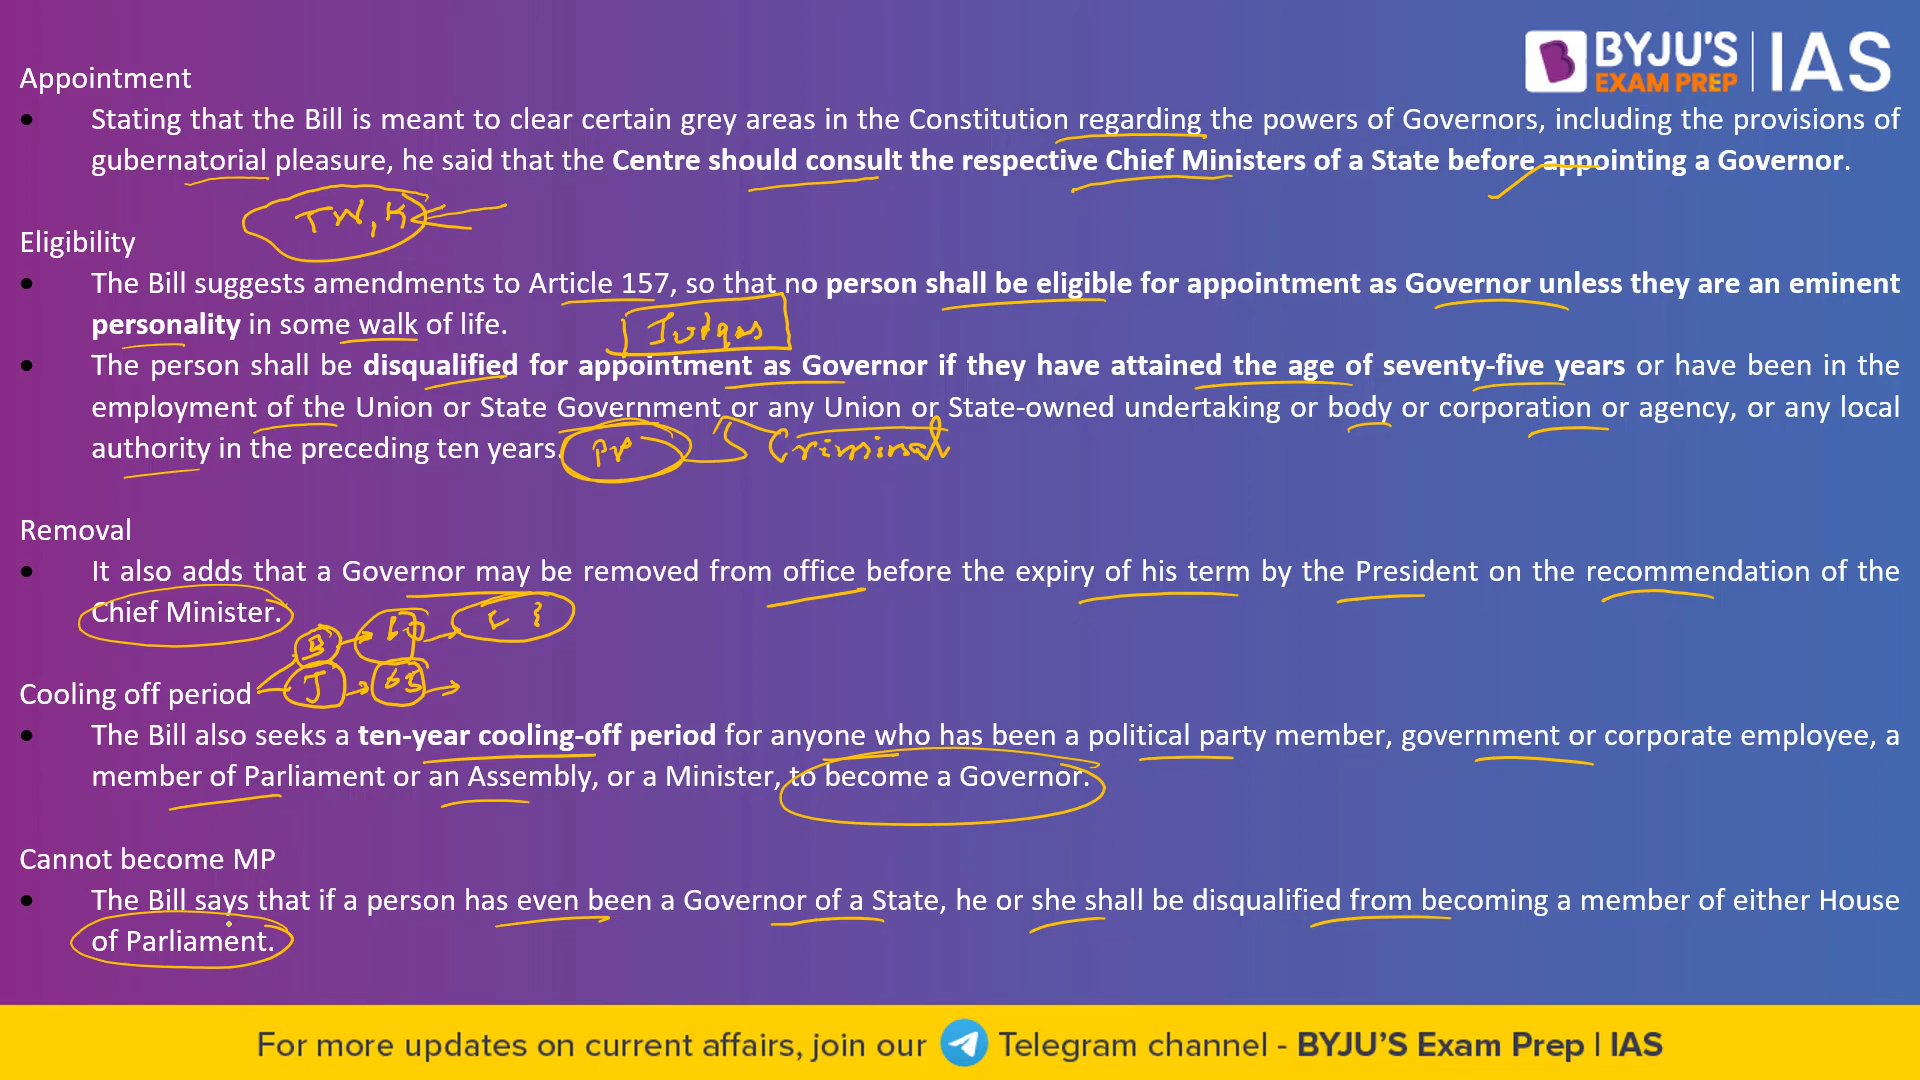 BYJU'S
EXAM PREP
IAS
Appointment
• Stating that the Bill is meant to clear certain grey areas in the Constitution regarding the powers of Governors, including the provisions of
gubernatorial pleasure, he said that the Centre should consult the respective Chief Ministers of a State before appointing a Governor.
TN, K
Eligibility
• The Bill suggests amendments to Article 157, so that no person shall be eligible for appointment as Governor unless they are an eminent
personality in some walk of life.
Judges
• The person shall be disqualified for appointment as Governor if they have attained the age of seventy-five years or have been in the
employment of the Union or State Government or any Union or State-owned undertaking or body or corporation or agency, or any local
authority in the preceding ten years.
Criminal
Removal
• It also adds that a Governor may be removed from office before the expiry of his term by the President on the recommendation of the
Chief Minister.
B 60
J 65
Cooling off period
• The Bill also seeks a ten-year cooling-off period for anyone who has been a political party member, government or corporate employee, a
member of Parliament or an Assembly, or a Minister, to become a Governor.
Cannot become MP
• The Bill says that if a person has even been a Governor of a State, he or she shall be disqualified from becoming a member of either House
of Parliament.
For more updates on current affairs, join our Telegram channel - BYJU'S Exam Prep | IAS